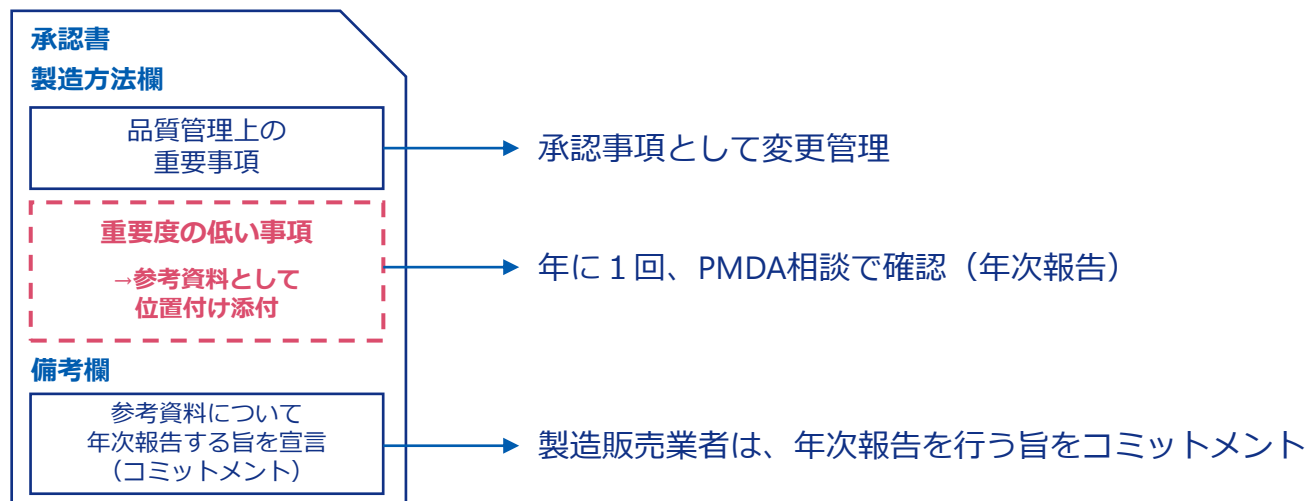 承認書
製造方法欄
品質管理上の
重要事項
承認事項として変更管理
重要度の低い事項
→参考資料として
位置付け添付
年に１回、PMDA相談で確認（年次報告）
備考欄
参考資料について
年次報告する旨を宣言
（コミットメント）
製造販売業者は、年次報告を行う旨をコミットメント